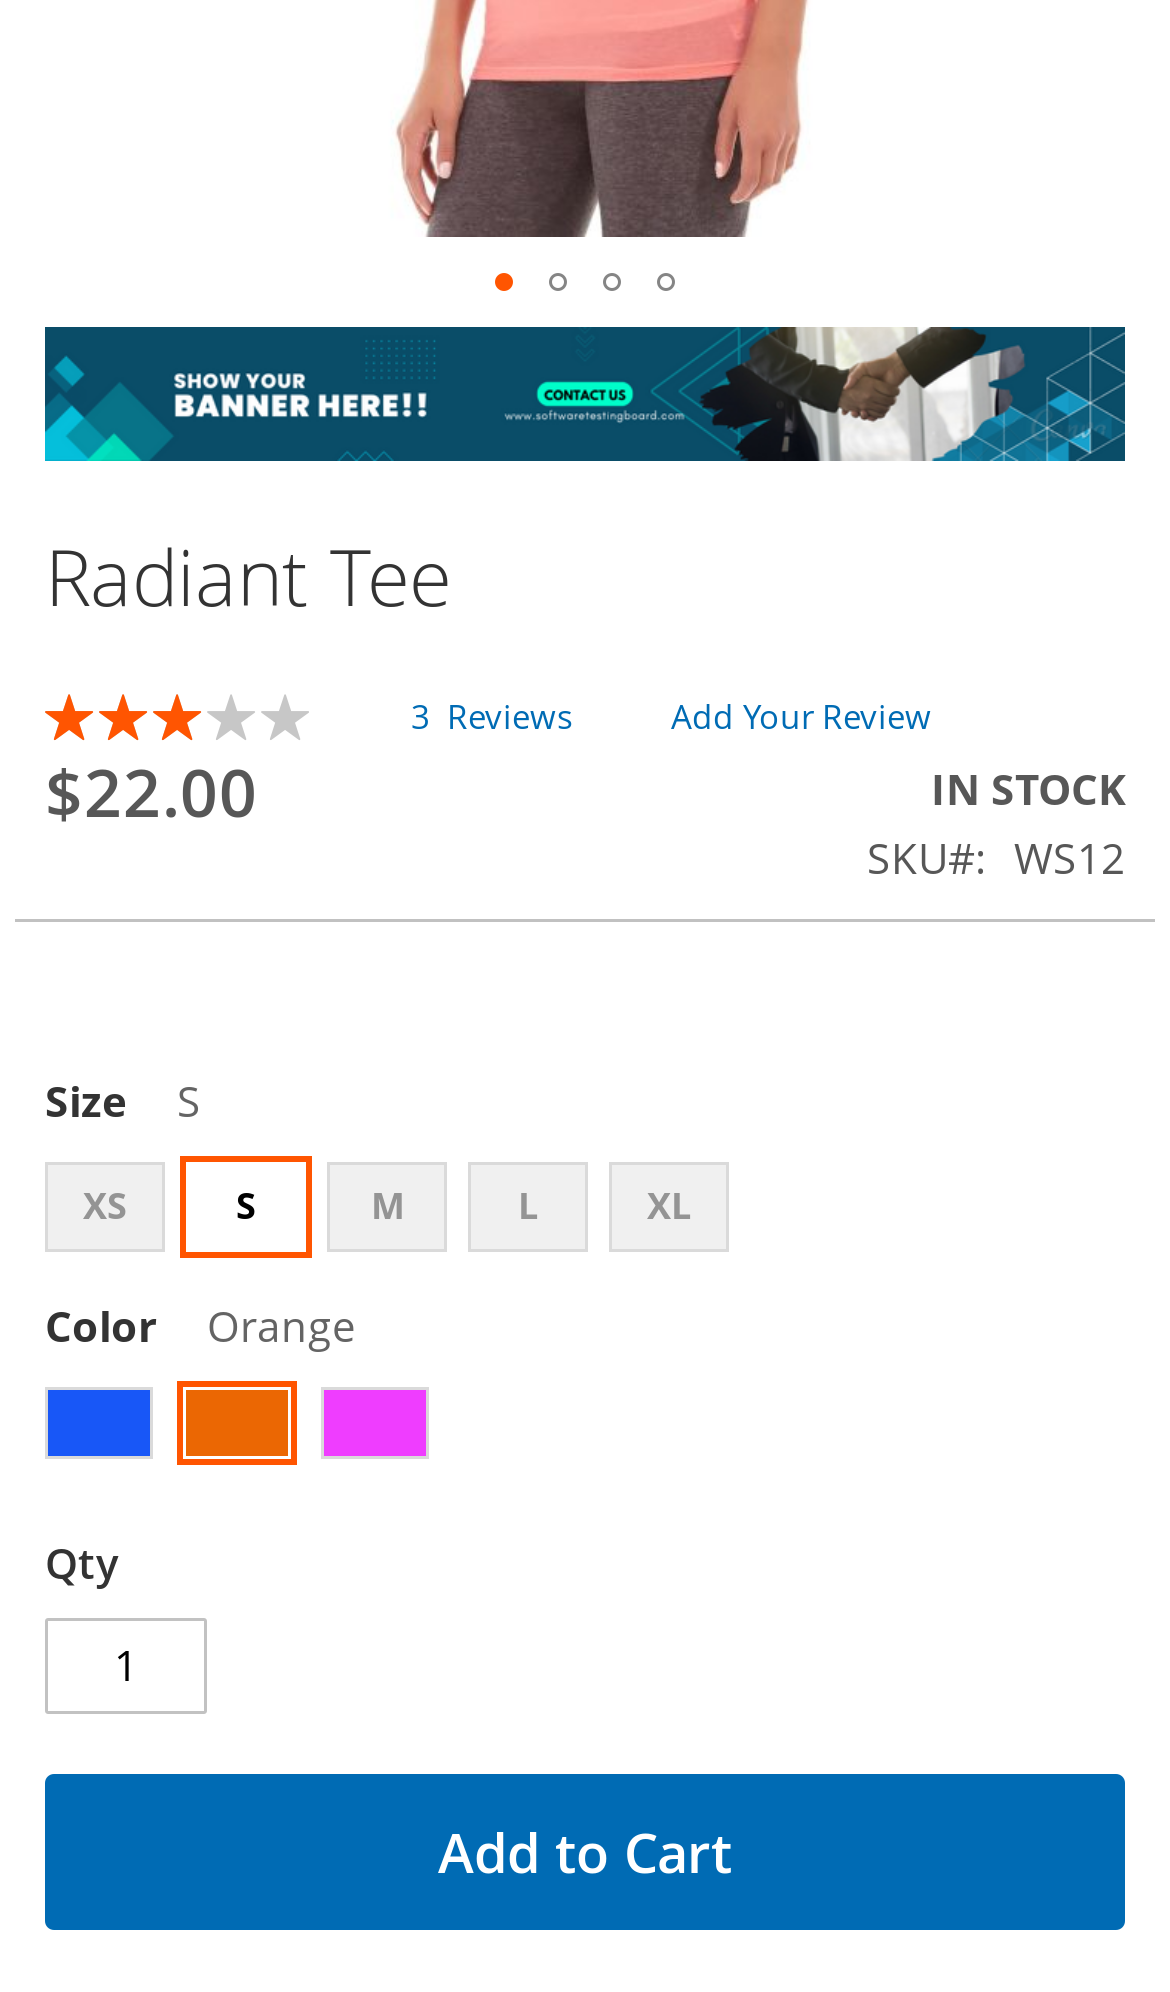 SHOW YOUR
BANNER HERE!!
CONTACT US
www.softwaretestingboard.com
Canva
Radiant Tee
3 Reviews Add Your Review
$22.00 IN STOCK
SKU#: WS12
Size S
XS S M L XL
Color Orange
Qty
1
Add to Cart